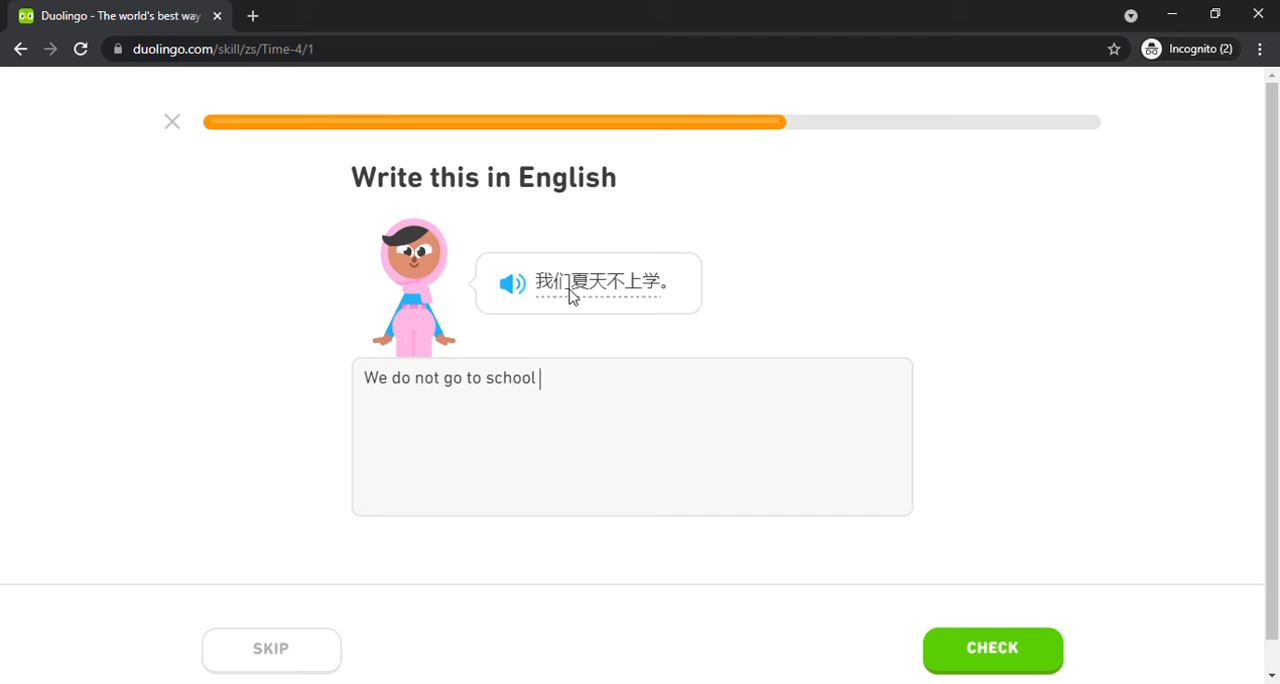 Duolingo - The world's best way
duolingo.com/skill/zs/Time-4/1
Incognito (2)
Write this in English
我们夏天不上学。
We do not go to school
SKIP
CHECK